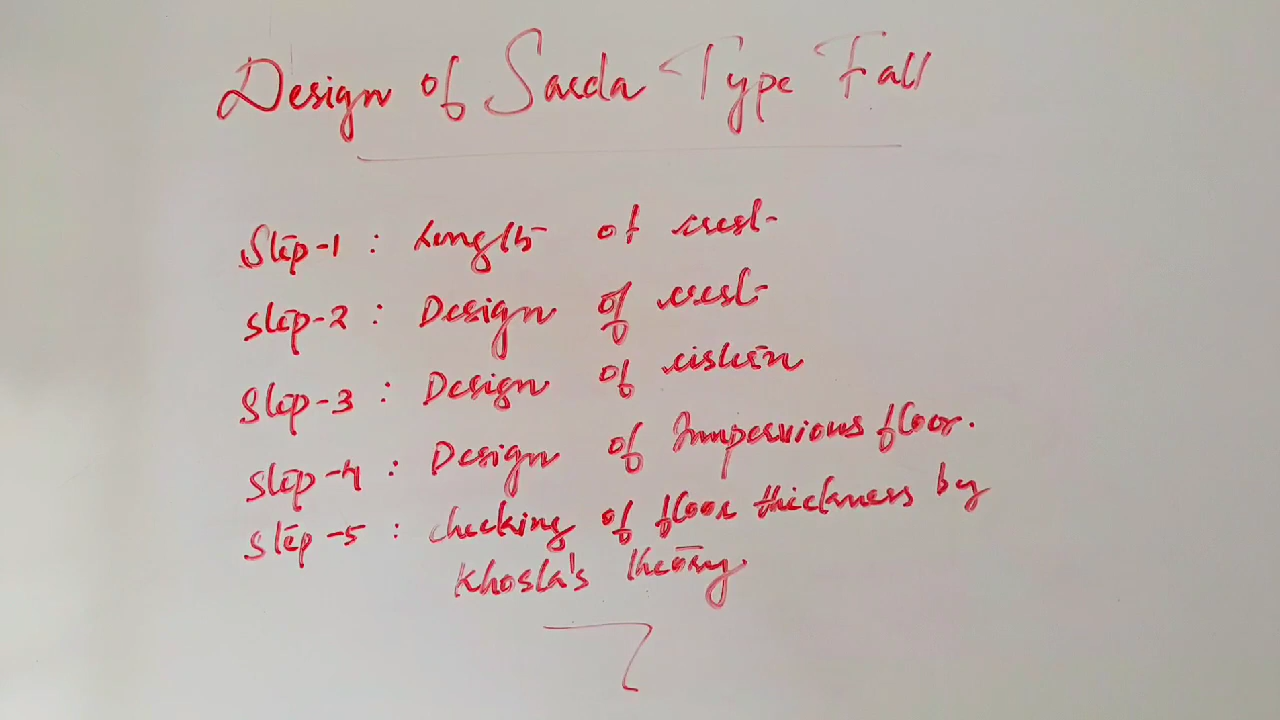 Design of Sarda Type Fall
Step-1 : Length of crest
Step-2 : Design of crest
Step-3 : Design of cistern
Step-4 : Design of Impervious floor.
Step-5 : checking of floor thickness by
Khosla's theory